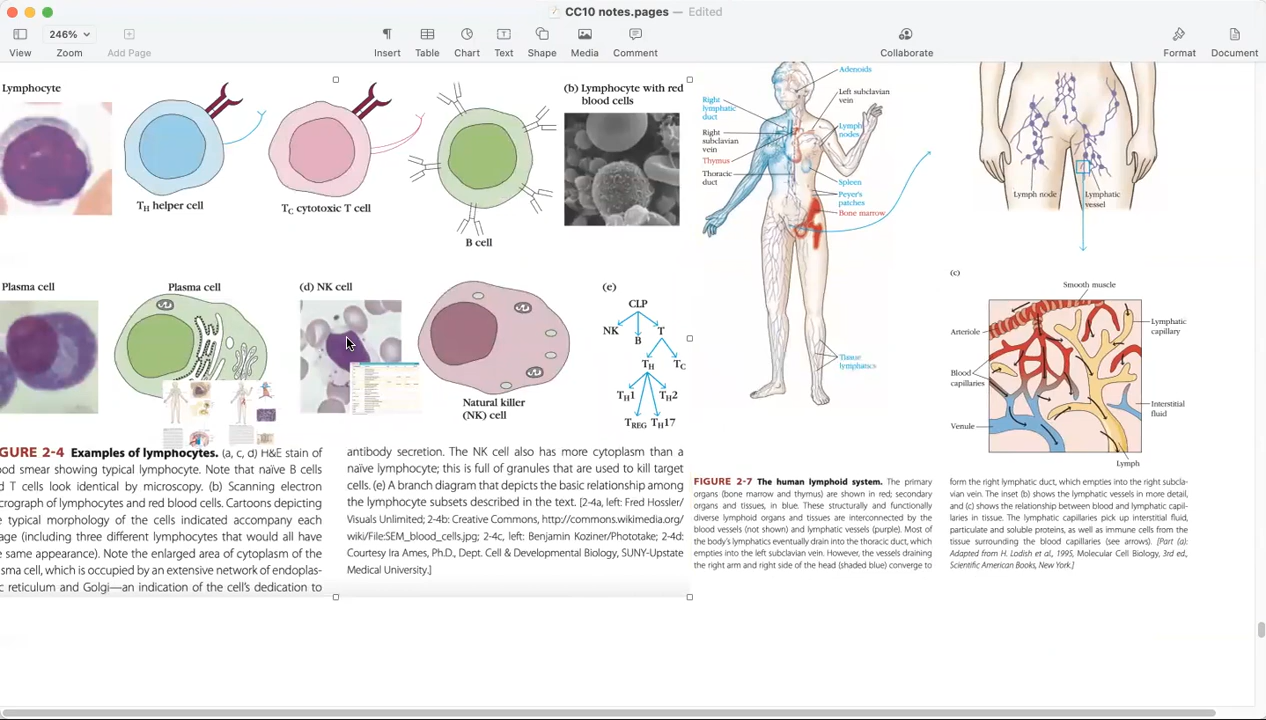 CC10 notes.pages — Edited
246%
View
Zoom
Add Page
Insert
Table
Chart
Text
Shape
Media
Comment
Collaborate
Format
Document
Lymphocyte
TH helper cell
TC cytotoxic T cell
B cell
(b) Lymphocyte with red
blood cells
Plasma cell
Plasma cell
(d) NK cell
Natural killer
(NK) cell
(e)
CLP
NK
T
B
TH
TC
TH1
TH2
TREG
TH17
GURE 2-4 Examples of lymphocytes. (a, c, d) H&E stain of
ood smear showing typical lymphocyte. Note that naïve B cells
d T cells look identical by microscopy. (b) Scanning electron
crograph of lymphocytes and red blood cells. Cartoons depicting
e typical morphology of the cells indicated accompany each
age (including three different lymphocytes that would all have
e same appearance). Note the enlarged area of cytoplasm of the
sma cell, which is occupied by an extensive network of endoplas-
c reticulum and Golgi—an indication of the cell's dedication to
antibody secretion. The NK cell also has more cytoplasm than a
naïve lymphocyte; this is full of granules that are used to kill target
cells. (e) A branch diagram that depicts the basic relationship among
the lymphocyte subsets described in the text. [2-4a, left: Fred Hossler/
Visuals Unlimited; 2-4b: Creative Commons, http://commons.wikimedia.org/
wiki/File:SEM_blood_cells.jpg; 2-4c, left: Benjamin Koziner/Phototake; 2-4d:
Courtesy Ira Ames, Ph.D., Dept. Cell & Developmental Biology, SUNY-Upstate
Medical University.]
Adenoids
Right
lymphatic
duct
Left subclavian
vein
Lymph
nodes
Right
subclavian
vein
Thymus
Thoracic
duct
Spleen
Peyer's
patches
Bone marrow
Tissue
lymphatics
FIGURE 2-7 The human lymphoid system. The primary
organs (bone marrow and thymus) are shown in red; secondary
organs and tissues, in blue. These structurally and functionally
diverse lymphoid organs and tissues are interconnected by the
blood vessels (not shown) and lymphatic vessels (purple). Most of
the body's lymphatics eventually drain into the thoracic duct, which
empties into the left subclavian vein. However, the vessels draining
the right arm and right side of the head (shaded blue) converge to
Lymph node
Lymphatic
vessel
(c)
Smooth muscle
Arteriole
Lymphatic
capillary
Blood
capillaries
Interstitial
fluid
Venule
Lymph
form the right lymphatic duct, which empties into the right subcla-
vian vein. The inset (b) shows the lymphatic vessels in more detail,
and (c) shows the relationship between blood and lymphatic capil-
laries in tissue. The lymphatic capillaries pick up interstitial fluid,
particulate and soluble proteins, as well as immune cells from the
tissue surrounding the blood capillaries (see arrows). [Part (a):
Adapted from H. Lodish et al., 1995, Molecular Cell Biology, 3rd ed.,
Scientific American Books, New York.]